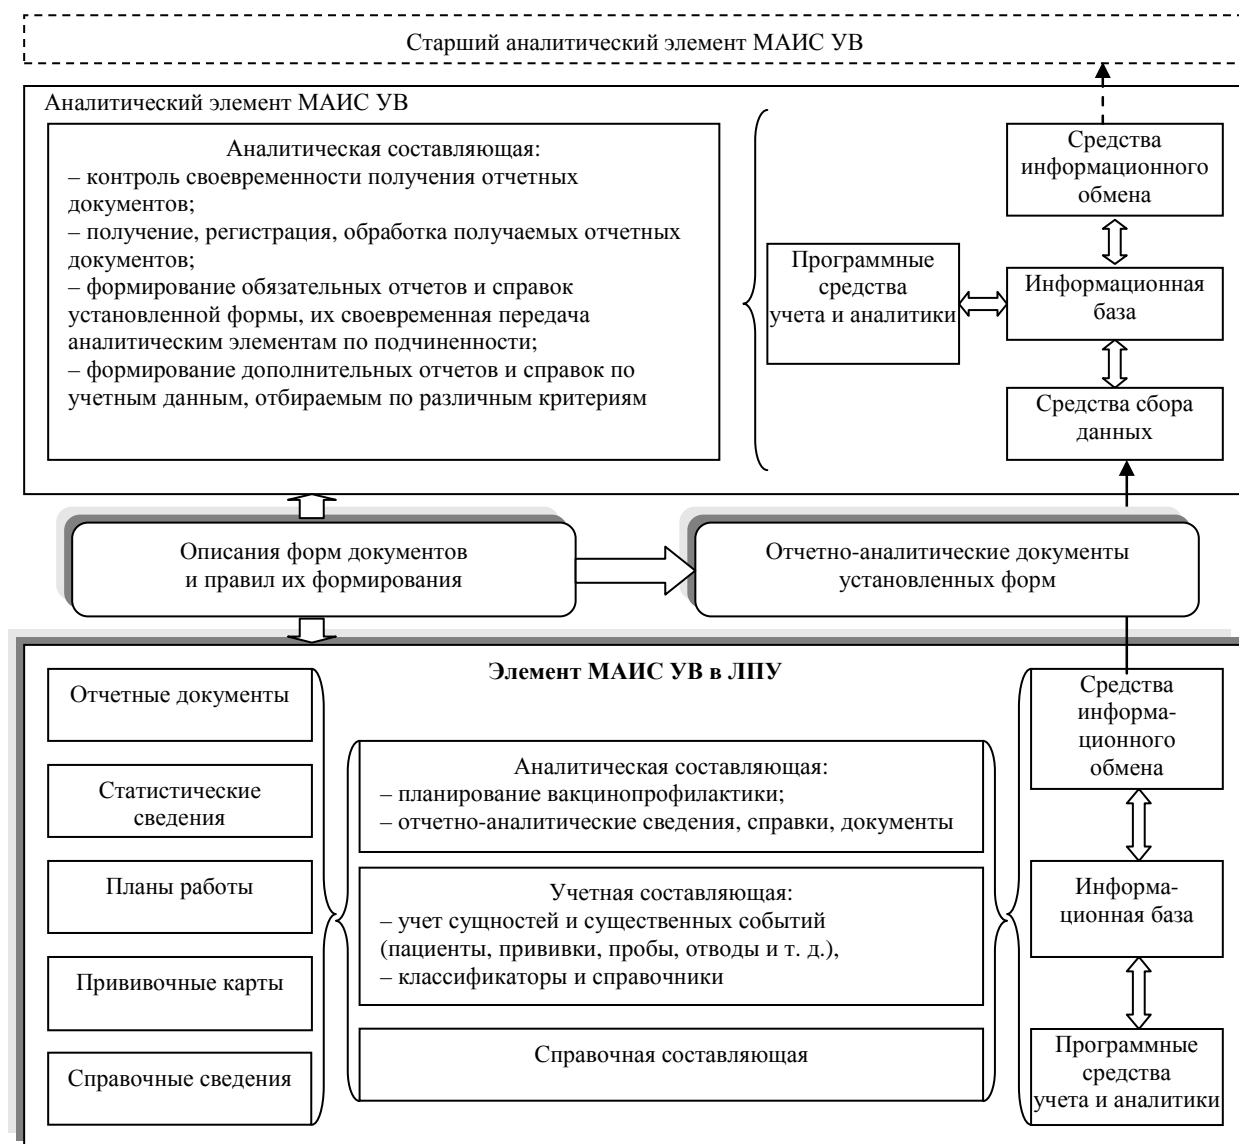 Старший аналитический элемент МАИС УВ
Аналитический элемент МАИС УВ
Аналитическая составляющая:
– контроль своевременности получения отчетных
документов;
– получение, регистрация, обработка получаемых отчетных
документов;
– формирование обязательных отчетов и справок
установленной формы, их своевременная передача
аналитическим элементам по подчиненности;
– формирование дополнительных отчетов и справок по
учетным данным, отбираемым по различным критериям
Программные
средства
учета и аналитики
Средства
информационного
обмена
Информационная
база
Средства сбора
данных
Описания форм документов
и правил их формирования
Отчетно-аналитические документы
установленных форм
Элемент МАИС УВ в ЛПУ
Отчетные документы
Статистические
сведения
Планы работы
Прививочные карты
Справочные сведения
Аналитическая составляющая:
– планирование вакцинопрофилактики;
– отчетно-аналитические сведения, справки, документы
Учетная составляющая:
– учет сущностей и существенных событий
(пациенты, прививки, пробы, отводы и т. д.),
– классификаторы и справочники
Справочная составляющая
Средства
информа-
ционного
обмена
Информа-
ционная база
Программные
средства
учета и аналитики